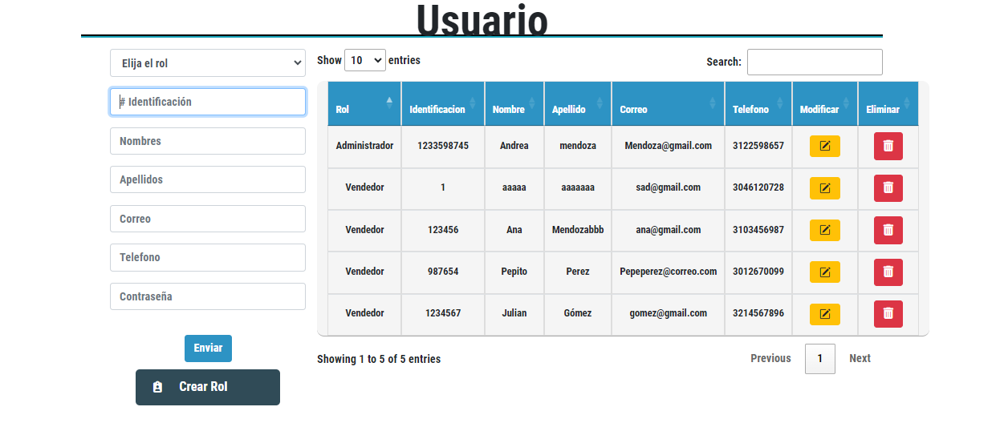 Usuario
Elija el rol
# Identificación
Nombres
Apellidos
Correo
Telefono
Contraseña
Enviar
Crear Rol
Show 10 entries
Search:
Rol Identificacion Nombre Apellido Correo Telefono Modificar Eliminar
Administrador 1233598745 Andrea mendoza Mendoza@gmail.com 3122598657
Vendedor 1 aaaaa aaaaaaa sad@gmail.com 3046120728
Vendedor 123456 Ana Mendozabbb ana@gmail.com 3103456987
Vendedor 987654 Pepito Perez Pepeperez@correo.com 3012670099
Vendedor 1234567 Julian Gómez gomez@gmail.com 3214567896
Showing 1 to 5 of 5 entries
Previous 1 Next